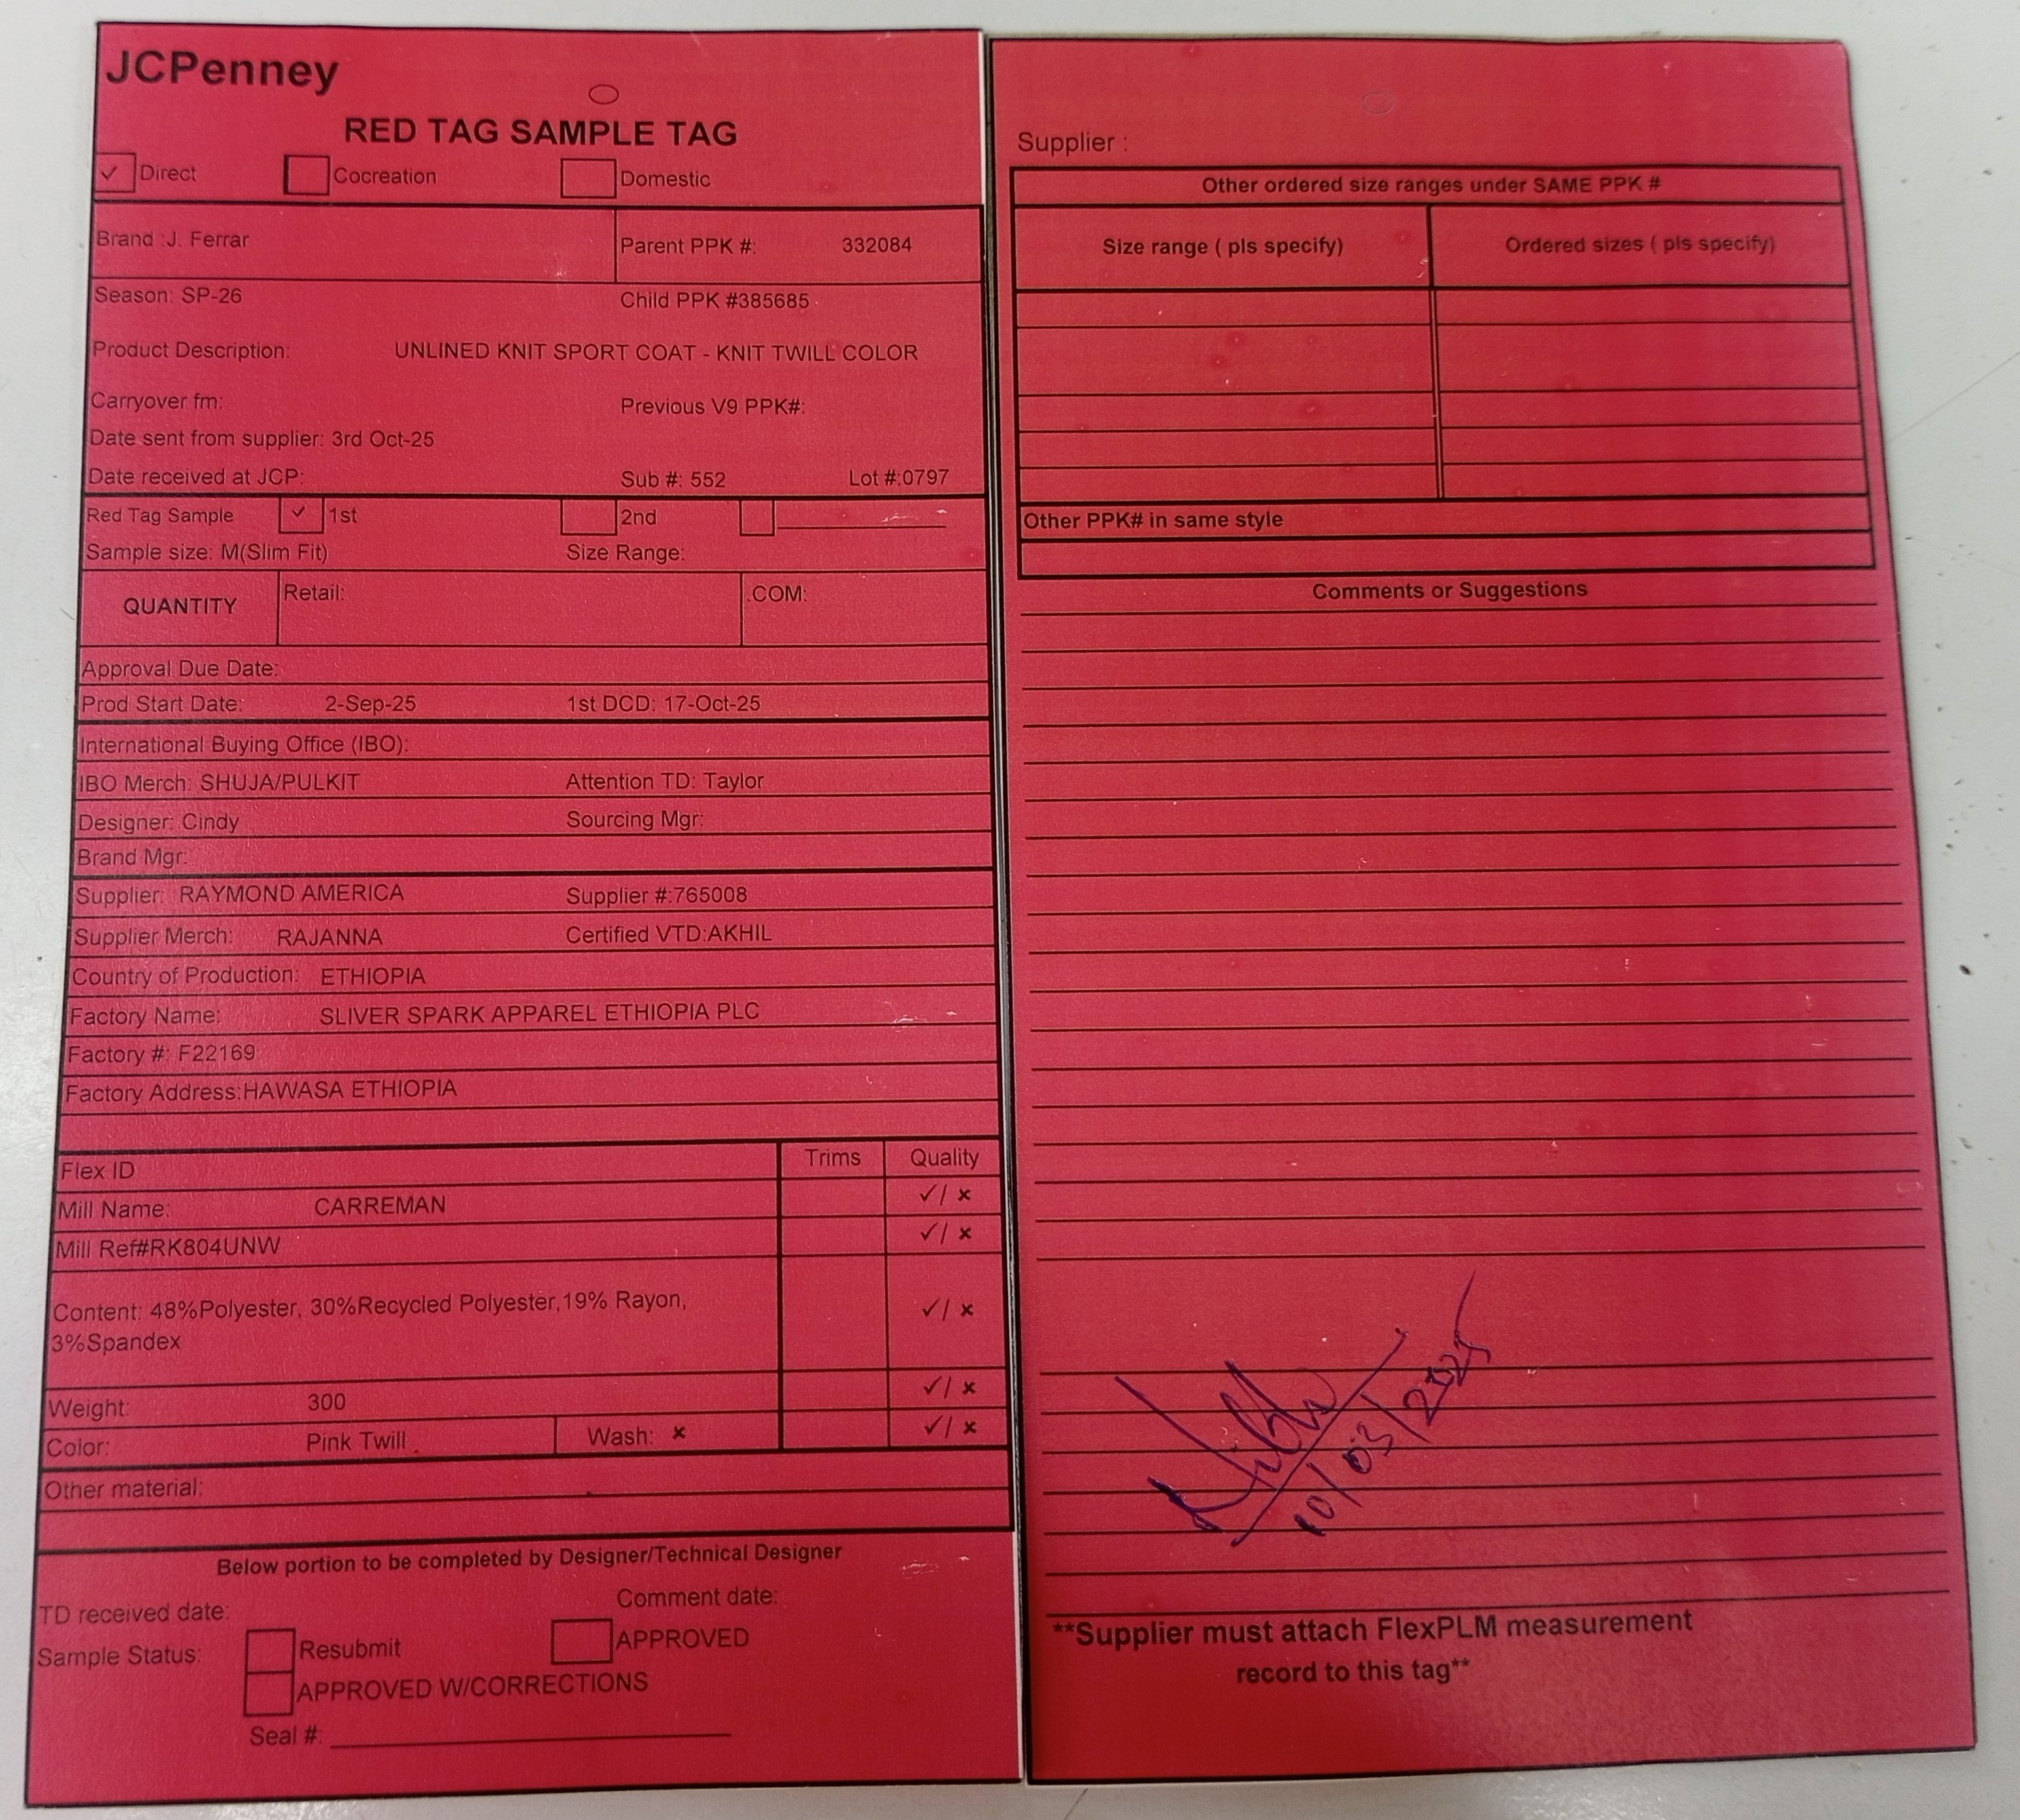 JCPenney
RED TAG SAMPLE TAG
✓ Direct Cocreation Domestic
Brand :J. Ferrar Parent PPK #: 332084
Season: SP-26 Child PPK #385685
Product Description: UNLINED KNIT SPORT COAT - KNIT TWILL COLOR
Carryover fm: Previous V9 PPK#:
Date sent from supplier: 3rd Oct-25
Date received at JCP: Sub #: 552 Lot #:0797
Red Tag Sample ✓ 1st 2nd
Sample size: M(Slim Fit) Size Range:
QUANTITY Retail: .COM:
Approval Due Date:
Prod Start Date: 2-Sep-25 1st DCD: 17-Oct-25
International Buying Office (IBO):
IBO Merch: SHUJA/PULKIT Attention TD: Taylor
Designer: Cindy Sourcing Mgr:
Brand Mgr:
Supplier: RAYMOND AMERICA Supplier #:765008
Supplier Merch: RAJANNA Certified VTD:AKHIL
Country of Production: ETHIOPIA
Factory Name: SLIVER SPARK APPAREL ETHIOPIA PLC
Factory #: F22169
Factory Address:HAWASA ETHIOPIA
Flex ID Trims Quality
Mill Name: CARREMAN ✓/ ×
Mill Ref#RK804UNW ✓/ ×
Content: 48%Polyester, 30%Recycled Polyester,19% Rayon, ✓/ ×
3%Spandex
Weight: 300 ✓/ ×
Color: Pink Twill Wash: × ✓/ ×
Other material:
Below portion to be completed by Designer/Technical Designer
Comment date:
TD received date:
Sample Status: Resubmit APPROVED
APPROVED W/CORRECTIONS
Seal #:
Supplier :
Other ordered size ranges under SAME PPK #
Size range ( pls specify) Ordered sizes ( pls specify)
Other PPK# in same style
Comments or Suggestions
10/03/2025
**Supplier must attach FlexPLM measurement
record to this tag**